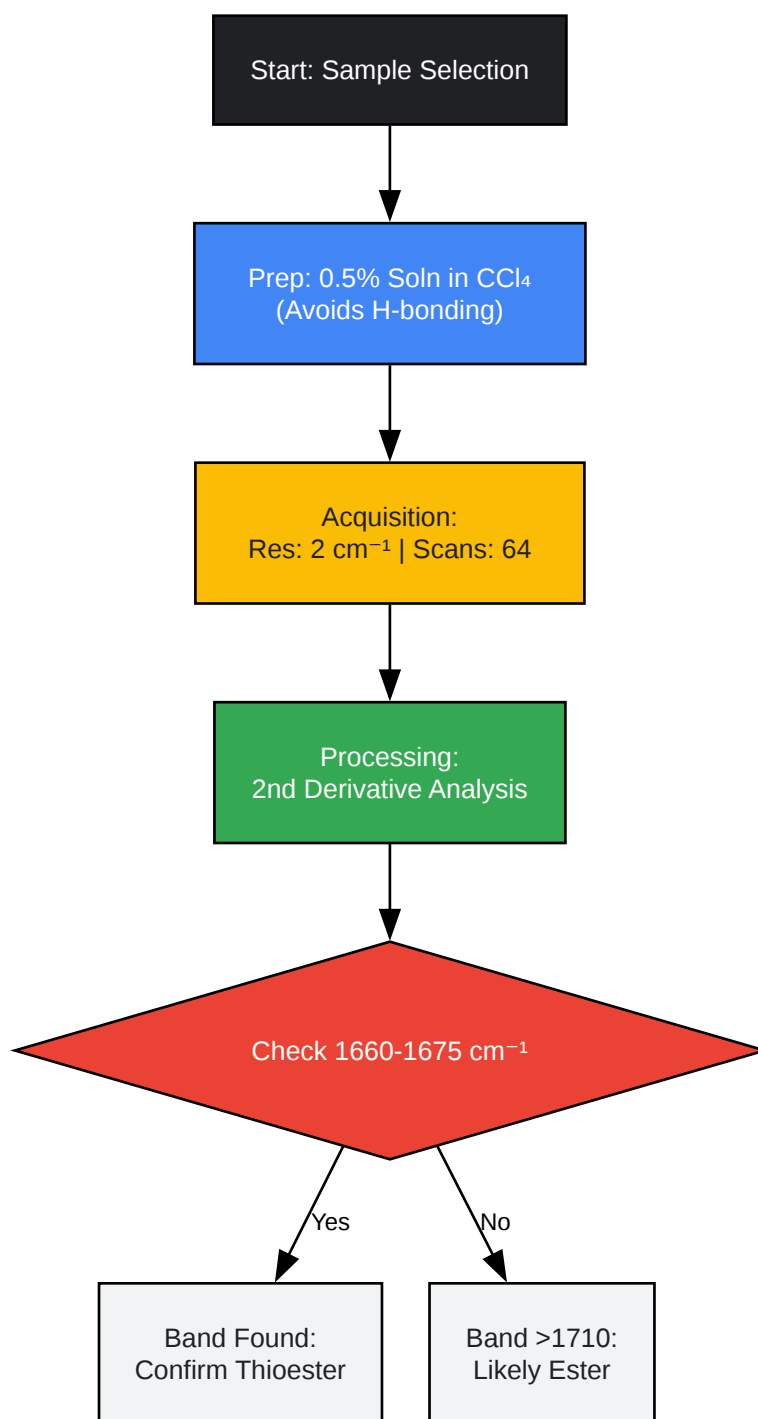 Start: Sample Selection
Prep: 0.5% Soln in CCl₄
(Avoids H-bonding)
Acquisition:
Res: 2 cm⁻¹ | Scans: 64
Processing:
2nd Derivative Analysis
Check 1660-1675 cm⁻¹
Yes
No
Band Found:
Confirm Thioester
Band >1710:
Likely Ester